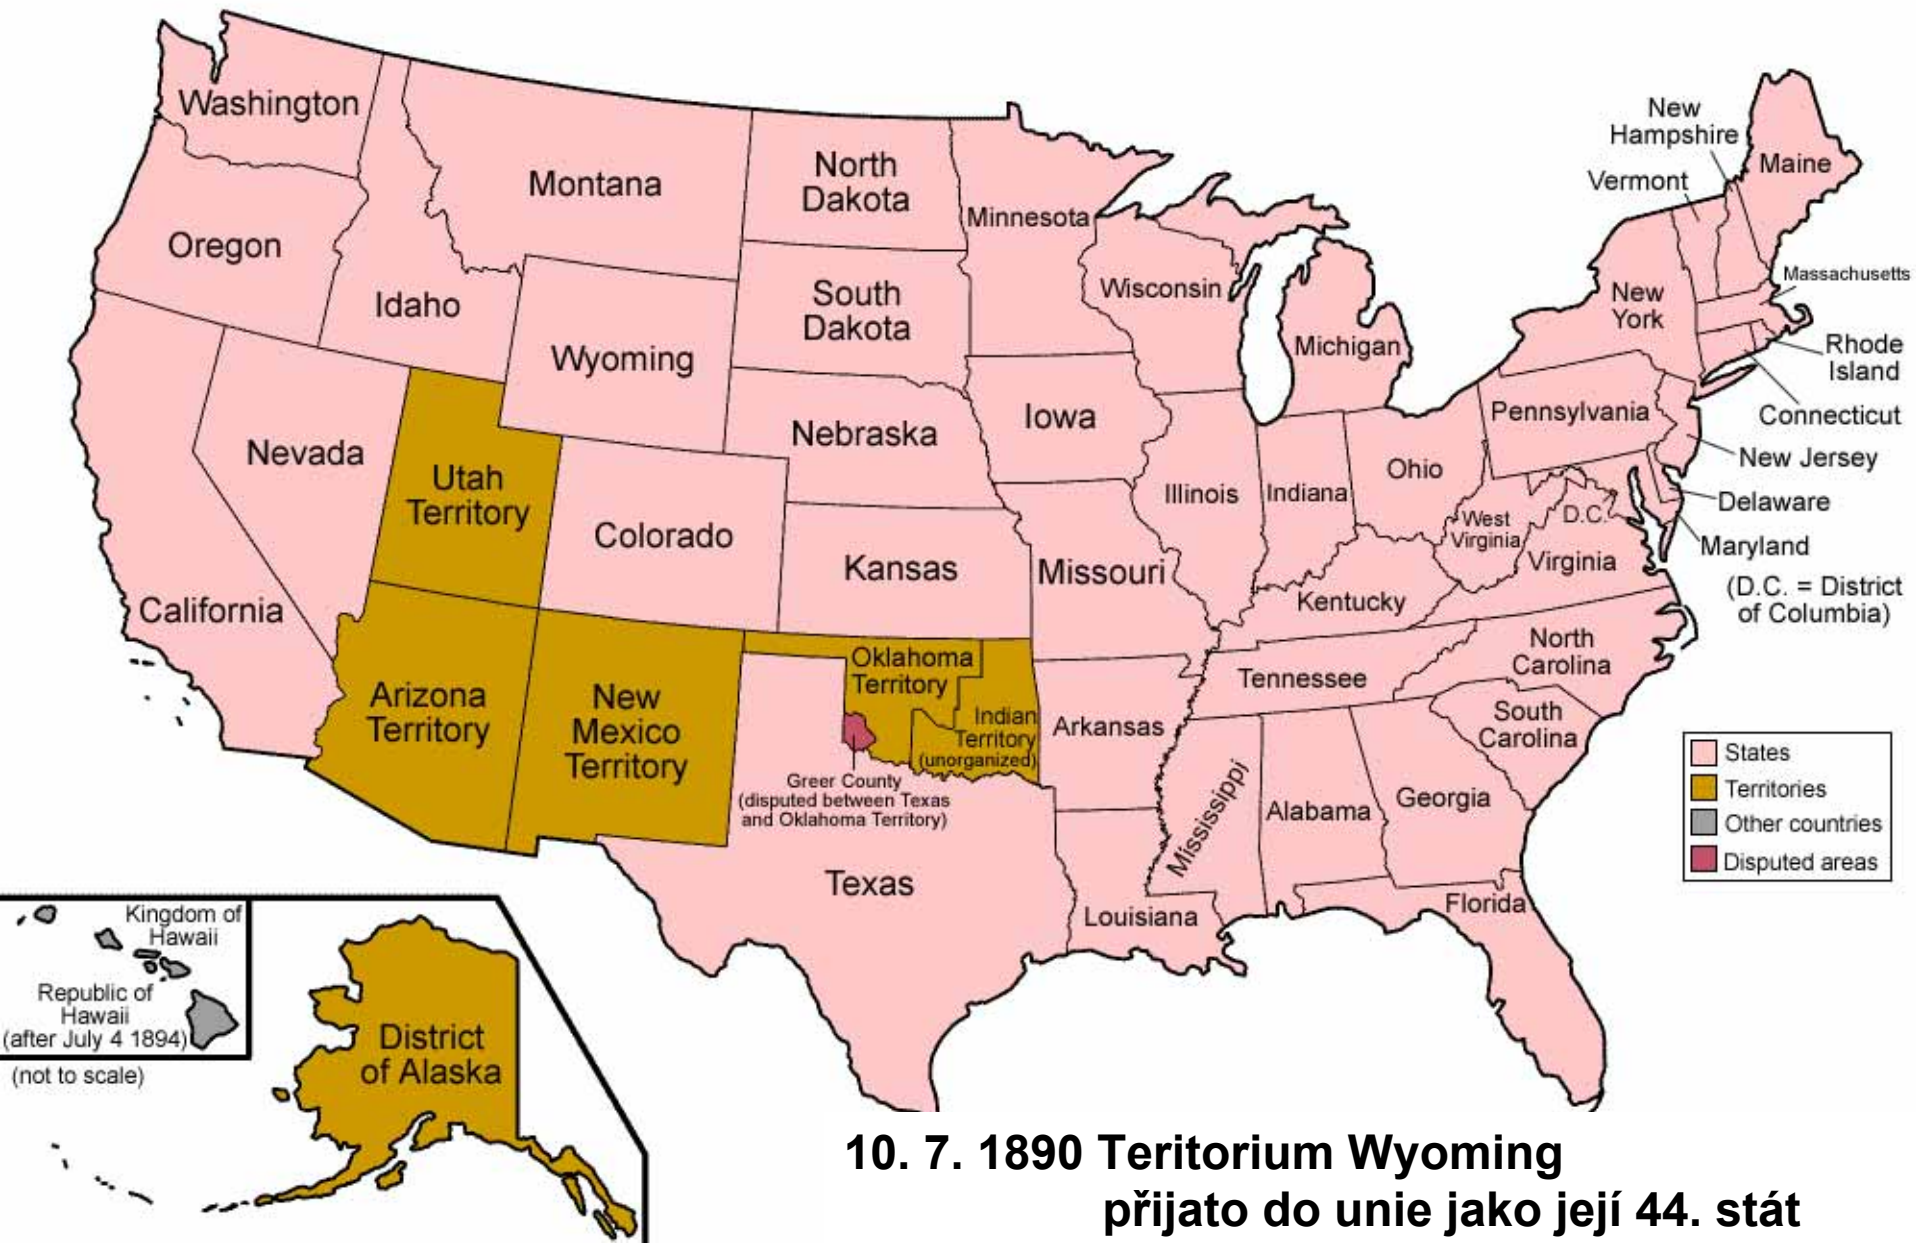 Washington
Montana
North
Dakota
Minnesota
New
Hampshire
Vermont
Maine
Oregon
Idaho
Wyoming
South
Dakota
Wisconsin
Michigan
New
York
Massachusetts
Rhode
Island
Connecticut
New Jersey
Delaware
Maryland
(D.C. = District
of Columbia)
Nevada
Utah
Territory
Colorado
Nebraska
Iowa
Illinois
Indiana
Ohio
Pennsylvania
West
Virginia
D.C.
Virginia
California
Kansas
Missouri
Kentucky
North
Carolina
Tennessee
South
Carolina
Arizona
Territory
New
Mexico
Territory
Oklahoma
Territory
Indian
Territory
(unorganized)
Greer County
(disputed between Texas
and Oklahoma Territory)
Arkansas
Mississippi
Alabama
Georgia
Texas
Louisiana
Florida
States
Territories
Other countries
Disputed areas
Kingdom of
Hawaii
Republic of
Hawaii
(after July 4 1894)
(not to scale)
District
of Alaska
10. 7. 1890 Teritorium Wyoming
přijato do unie jako její 44. stát